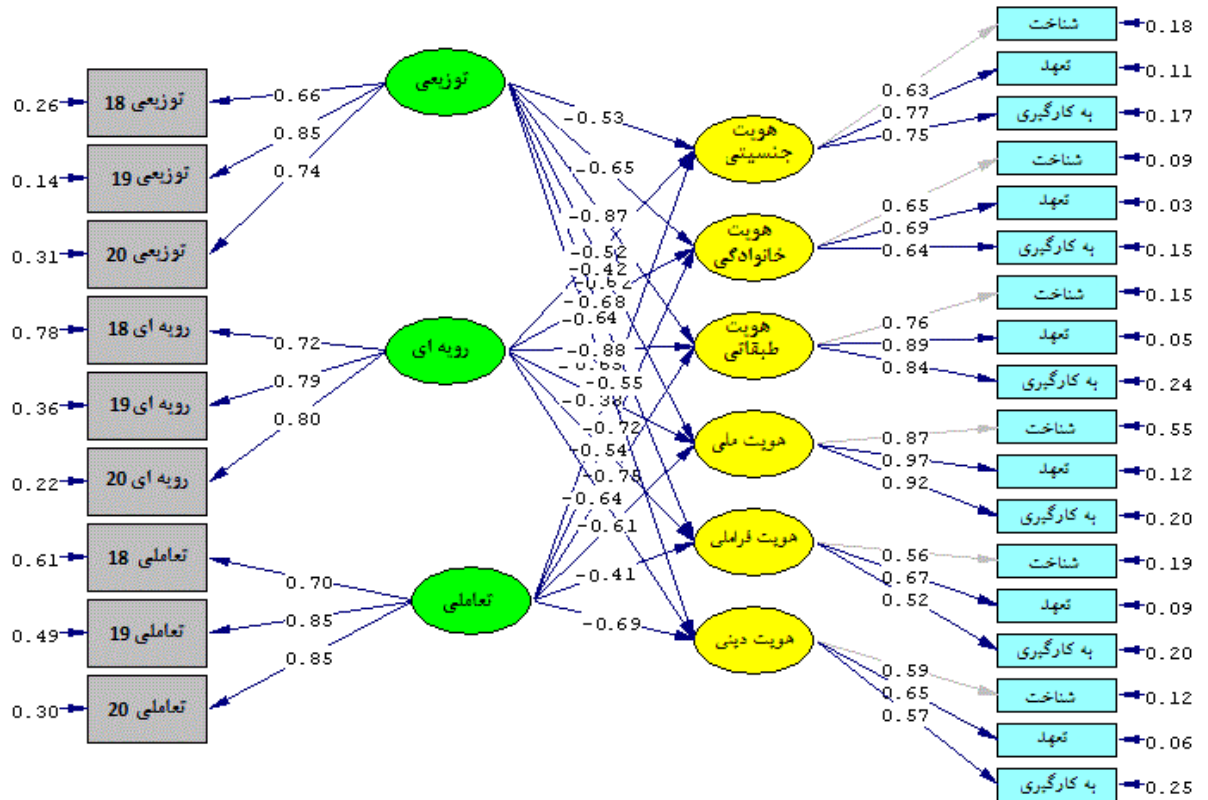 توزیعی 18
توزیعی 19
توزیعی 20
رویه ای 18
رویه ای 19
رویه ای 20
تعاملی 18
تعاملی 19
تعاملی 20
0.26
0.14
0.31
0.78
0.36
0.22
0.61
0.49
0.30
0.66
0.85
0.74
0.72
0.79
0.80
0.70
0.85
0.85
توزیعی
رویه ای
تعاملی
-0.53
-0.65
-0.87
-0.52
-0.42
-0.68
-0.64
-0.88
-0.55
-0.38
-0.72
-0.54
-0.78
-0.64
-0.61
-0.41
-0.69
هویت
جنسیتی
هویت
خانوادگی
هویت
طبقاتی
هویت ملی
هویت فراملی
هویت دینی
0.63
0.77
0.75
0.65
0.69
0.64
0.76
0.89
0.84
0.87
0.97
0.92
0.56
0.67
0.52
0.59
0.65
0.57
شناخت
تعهد
به کارگیری
شناخت
تعهد
به کارگیری
شناخت
تعهد
به کارگیری
شناخت
تعهد
به کارگیری
شناخت
تعهد
به کارگیری
شناخت
تعهد
به کارگیری
0.18
0.11
0.17
0.09
0.03
0.15
0.15
0.05
0.24
0.55
0.12
0.20
0.19
0.09
0.20
0.12
0.06
0.25